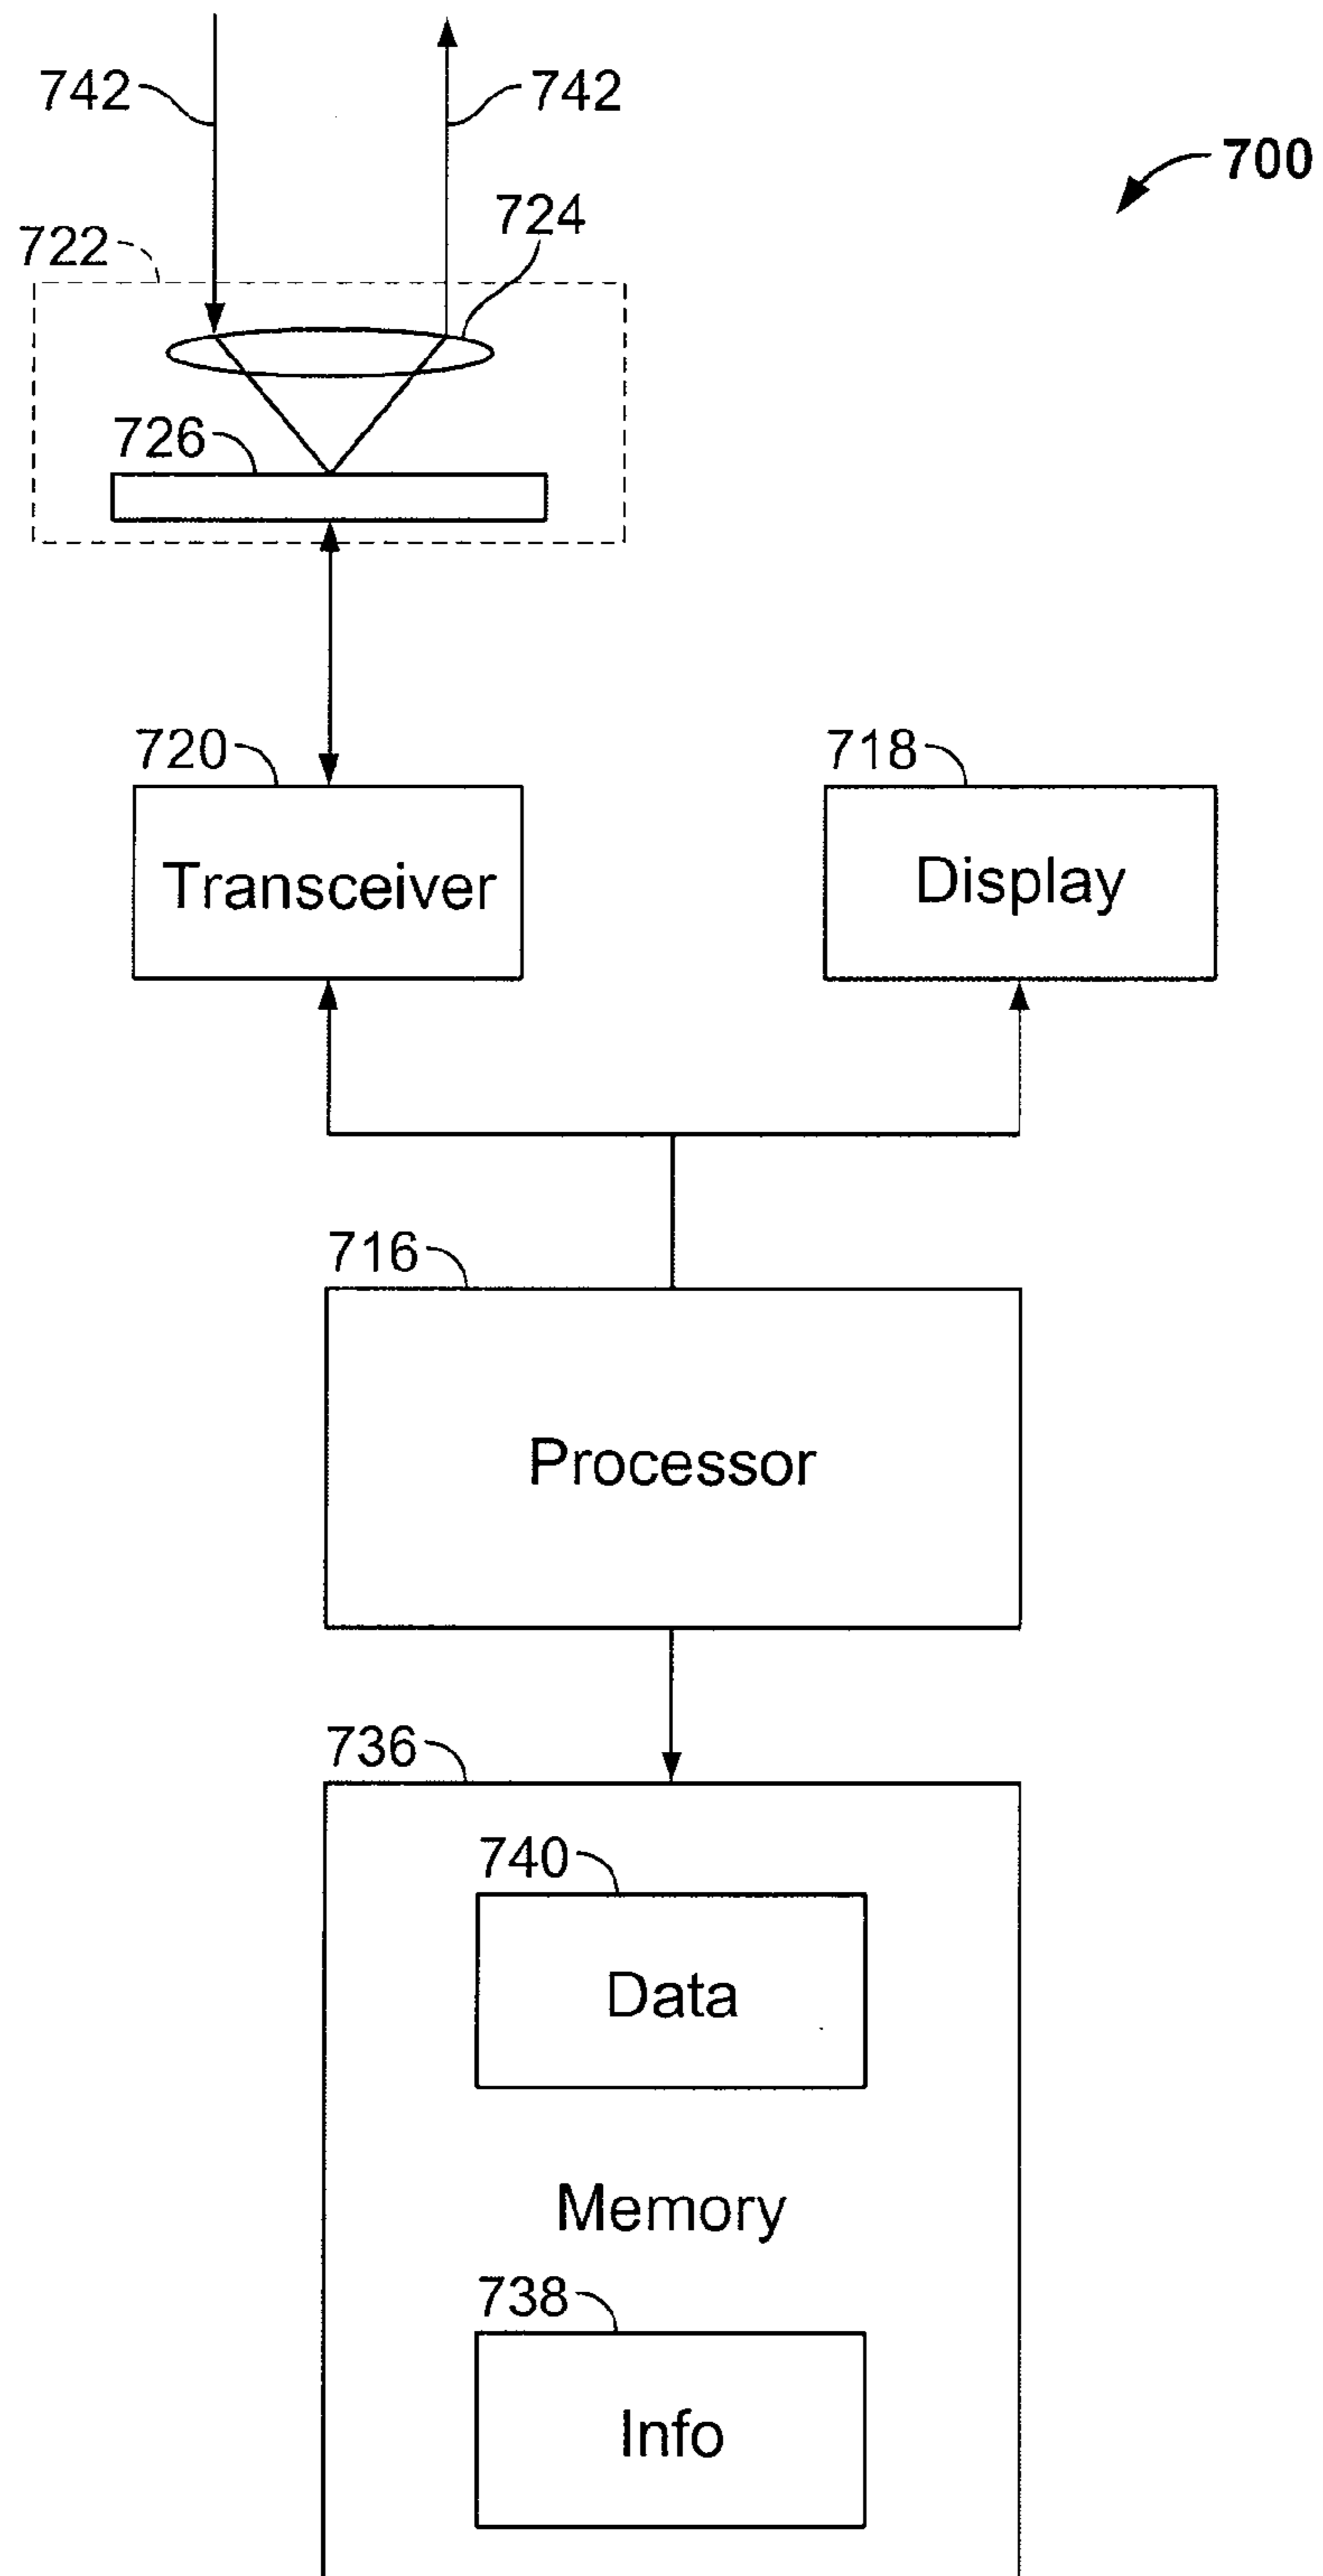 742
742
700
724
722
726
720
718
Transceiver
Display
716
Processor
736
740
Data
Memory
738
Info